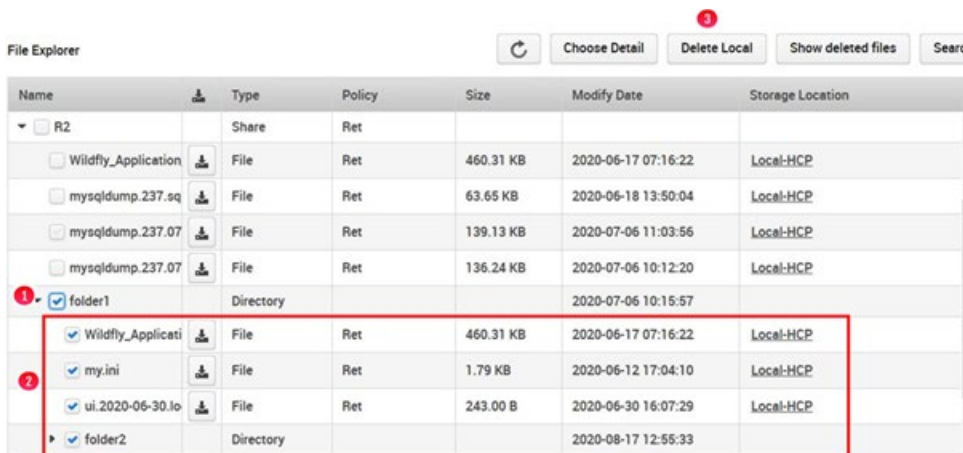 3
File Explorer Choose Detail Delete Local Show deleted files Searc
Name Type Policy Size Modify Date Storage Location
R2 Share Ret
Wildfly_Application File Ret 460.31 KB 2020-06-17 07:16:22 Local-HCP
mysqldump.237.sq File Ret 63.65 KB 2020-06-18 13:50:04 Local-HCP
mysqldump.237.07 File Ret 139.13 KB 2020-07-06 11:03:56 Local-HCP
mysqldump.237.07 File Ret 136.24 KB 2020-07-06 10:12:20 Local-HCP
1 folder1 Directory 2020-07-06 10:15:57
Wildfly_Applicati File Ret 460.31 KB 2020-06-17 07:16:22 Local-HCP
2 my.ini File Ret 1.79 KB 2020-06-12 17:04:10 Local-HCP
ui.2020-06-30.lo File Ret 243.00 B 2020-06-30 16:07:29 Local-HCP
folder2 Directory 2020-08-17 12:55:33